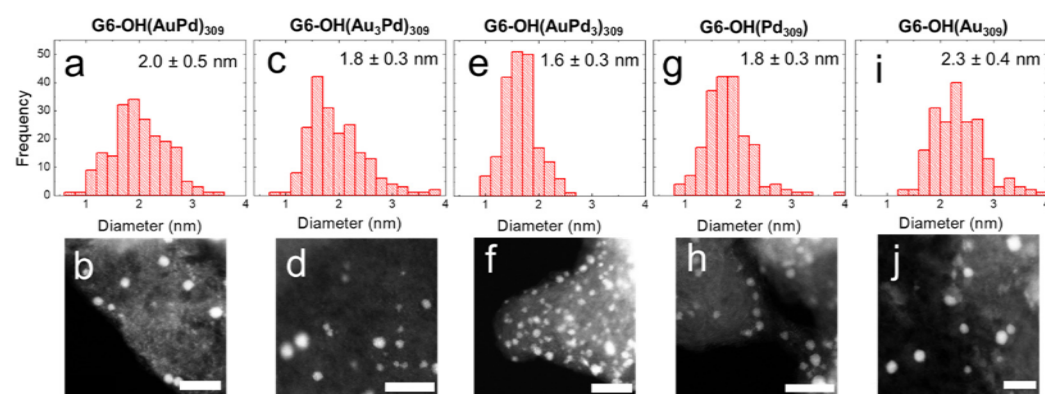 G6-OH(AuPd)₃₀₉ G6-OH(Au₃Pd)₃₀₉ G6-OH(AuPd₃)₃₀₉ G6-OH(Pd₃₀₉) G6-OH(Au₃₀₉)
a 2.0 ± 0.5 nm c 1.8 ± 0.3 nm e 1.6 ± 0.3 nm g 1.8 ± 0.3 nm i 2.3 ± 0.4 nm
Frequency
50
40
30
20
10
0
1 2 3 4 1 2 3 4 1 2 3 4 1 2 3 4 1 2 3 4
Diameter (nm) Diameter (nm) Diameter (nm) Diameter (nm) Diameter (nm)
b d f h j